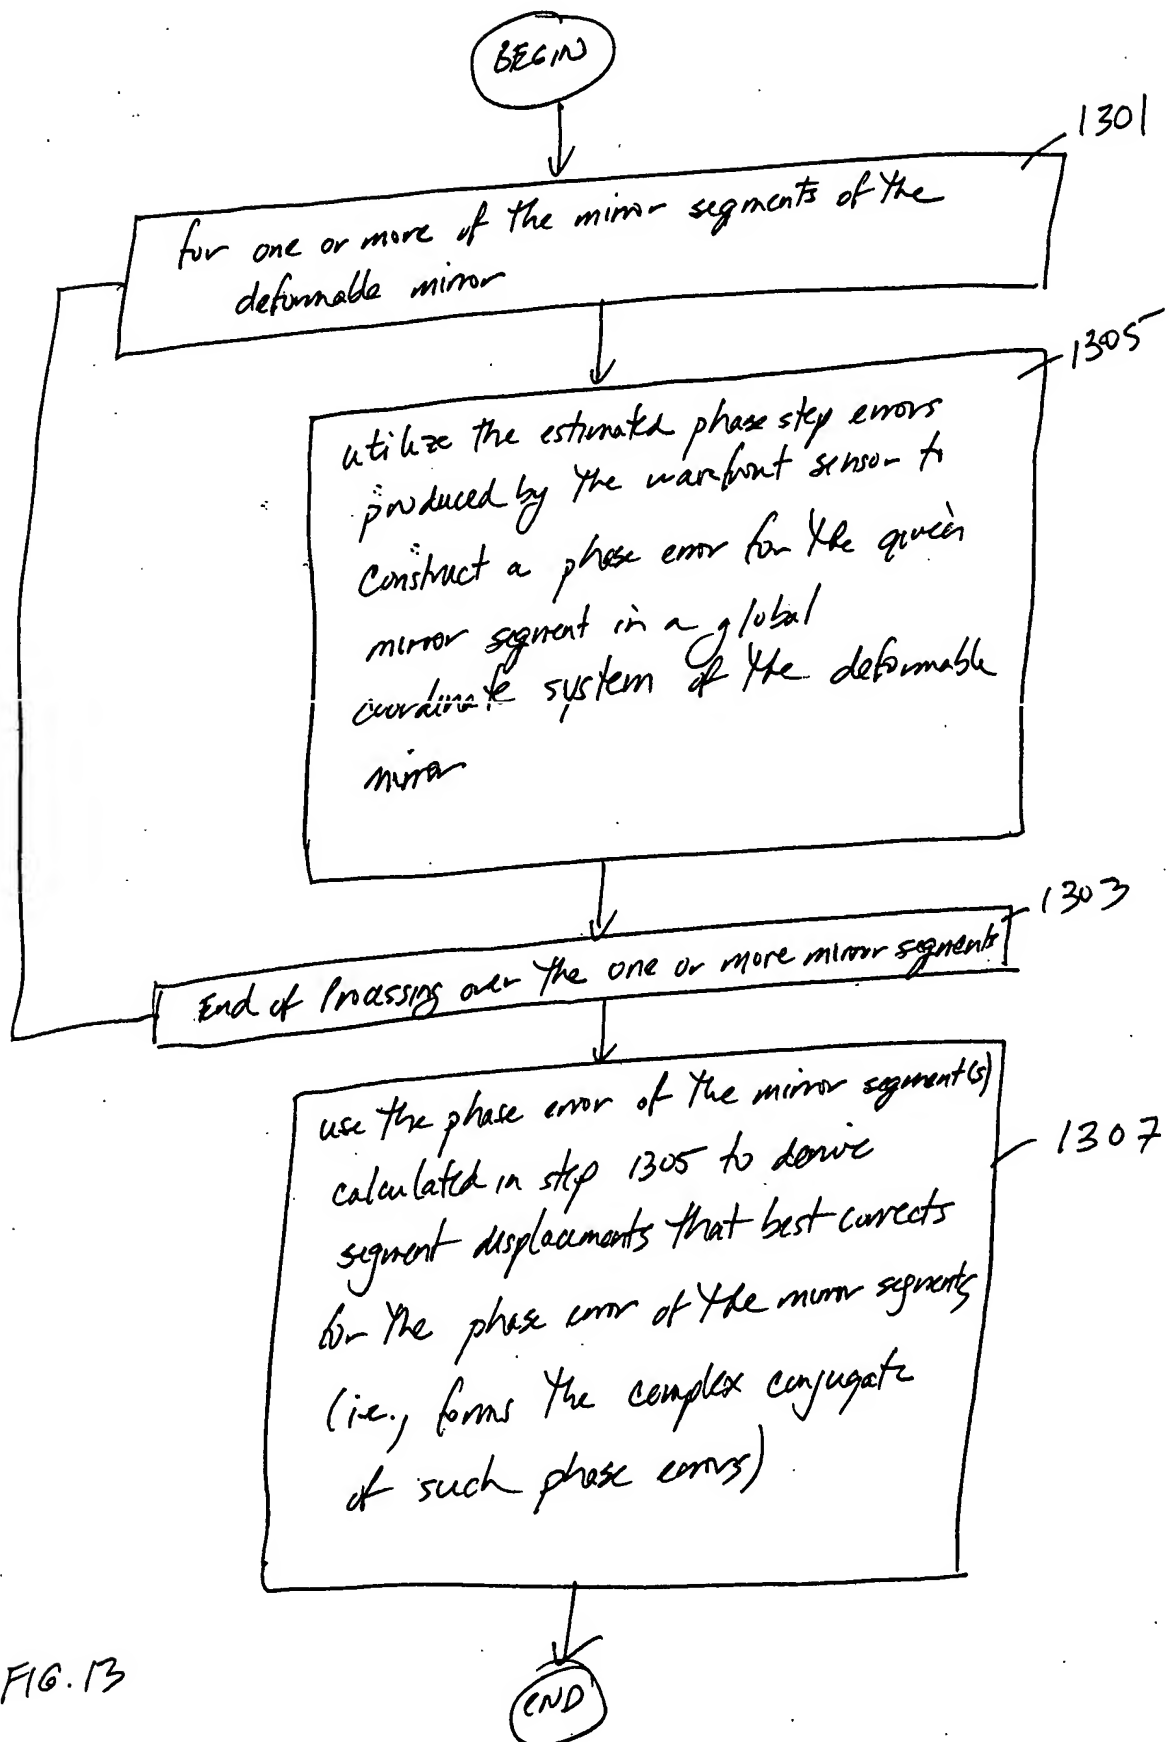 BEGIN
1301
for one or more of the mirror segments of the
deformable mirror
1305
utilize the estimated phase step errors
produced by the wavefront sensor to
construct a phase error for the given
mirror segment in a global
coordinate system of the deformable
mirror
1303
End of Processing over the one or more mirror segments
use the phase error of the mirror segment(s)
calculated in step 1305 to derive
1307
segment displacements that best corrects
for the phase error of the mirror segments
(i.e., forms the complex conjugate
of such phase errors)
FIG. 13
END